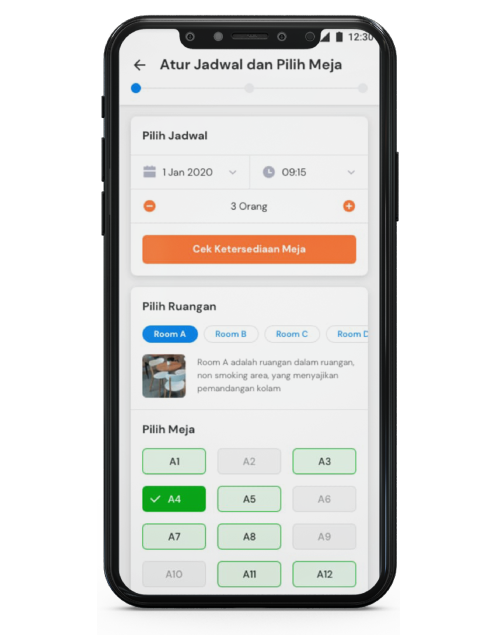 12:30
Atur Jadwal dan Pilih Meja
Pilih Jadwal
1 Jan 2020 09:15
3 Orang
Cek Ketersediaan Meja
Pilih Ruangan
Room A Room B Room C Room D
Room A adalah ruangan dalam ruangan,
non smoking area, yang menyajikan
pemandangan kolam
Pilih Meja
A1 A2 A3
A4 A5 A6
A7 A8 A9
A10 A11 A12